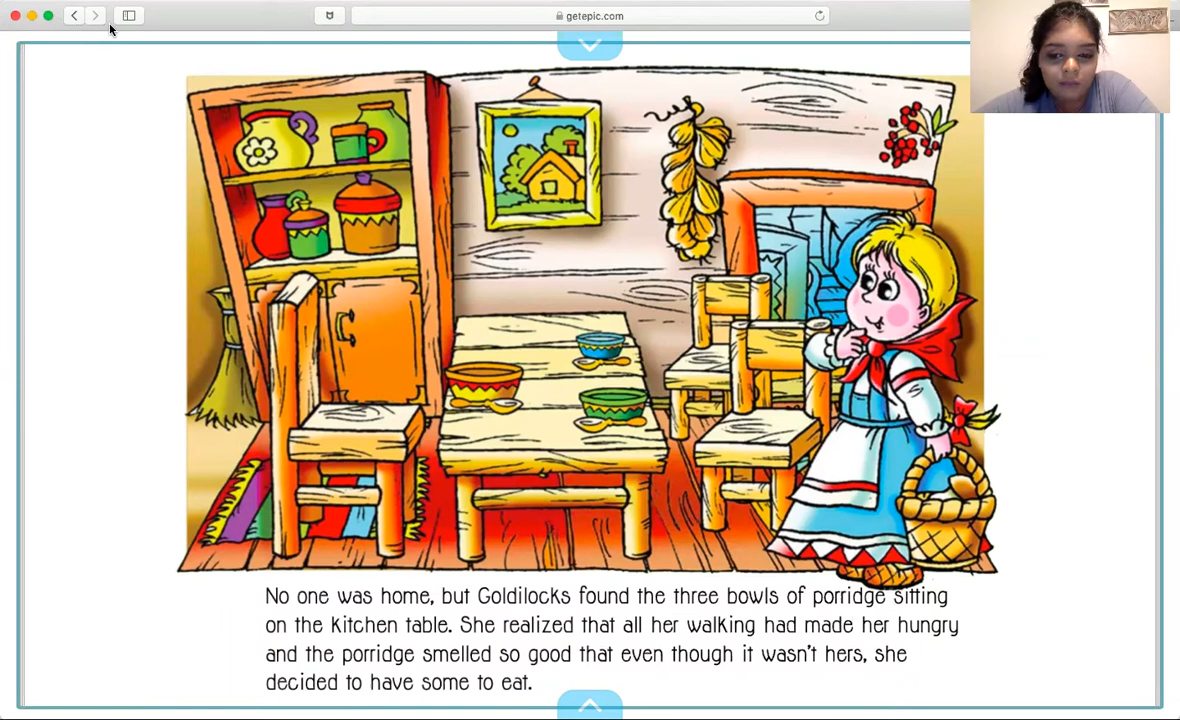 getepic.com
No one was home, but Goldilocks found the three bowls of porridge sitting
on the kitchen table. She realized that all her walking had made her hungry
and the porridge smelled so good that even though it wasn't hers, she
decided to have some to eat.